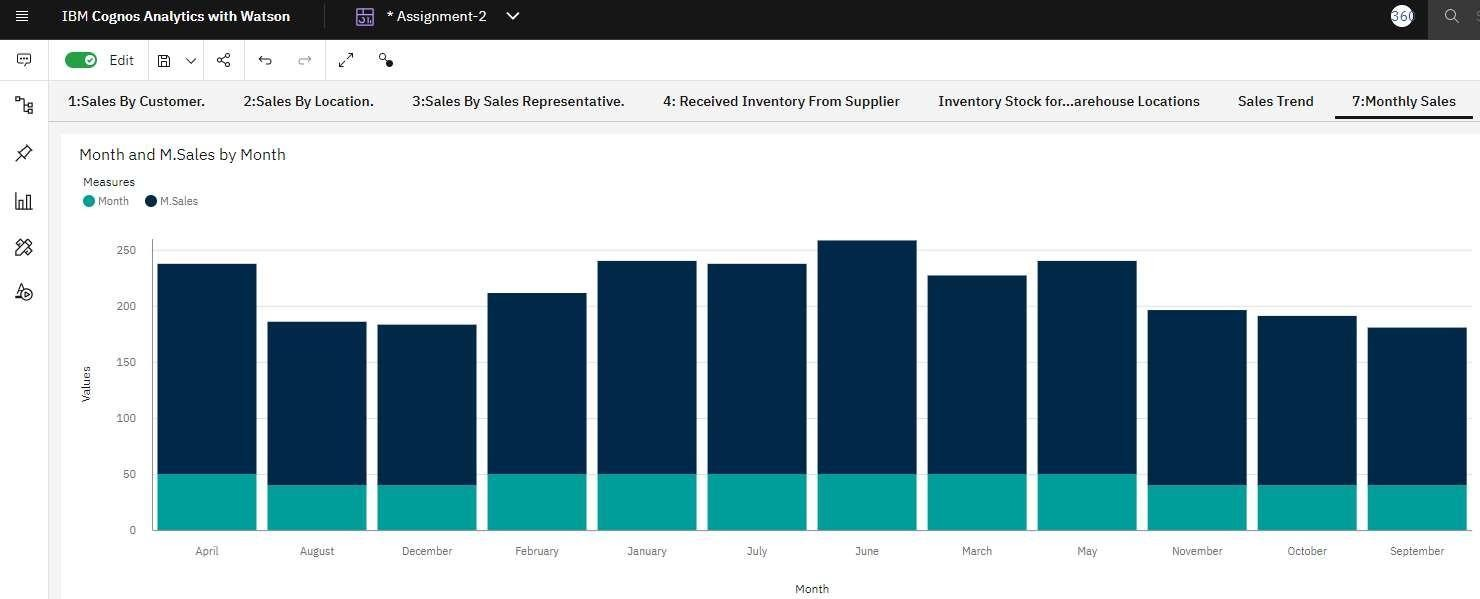 IBM Cognos Analytics with Watson
* Assignment-2
360
Edit
1:Sales By Customer.
2:Sales By Location.
3:Sales By Sales Representative.
4: Received Inventory From Supplier
Inventory Stock for...arehouse Locations
Sales Trend
7:Monthly Sales
Month and M.Sales by Month
Measures
Month
M.Sales
250
200
150
100
50
0
Values
April
August
December
February
January
July
June
March
May
November
October
September
Month